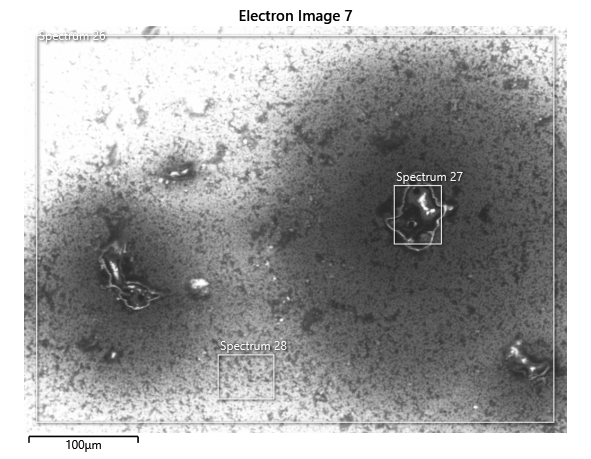 Electron Image 7
Spectrum 26
Spectrum 27
Spectrum 28
100µm